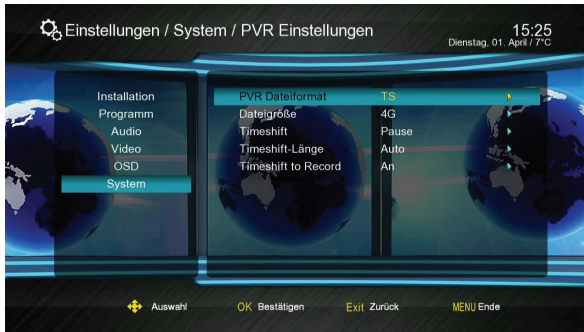 Einstellungen / System / PVR Einstellungen
15:25
Dienstag, 01. April / 7°C
Installation
Programm
Audio
Video
OSD
System
PVR Dateiformat TS
Dateigröße 4G
Timeshift Pause
Timeshift-Länge Auto
Timeshift to Record An
Auswahl OK Bestätigen Exit Zurück MENU Ende